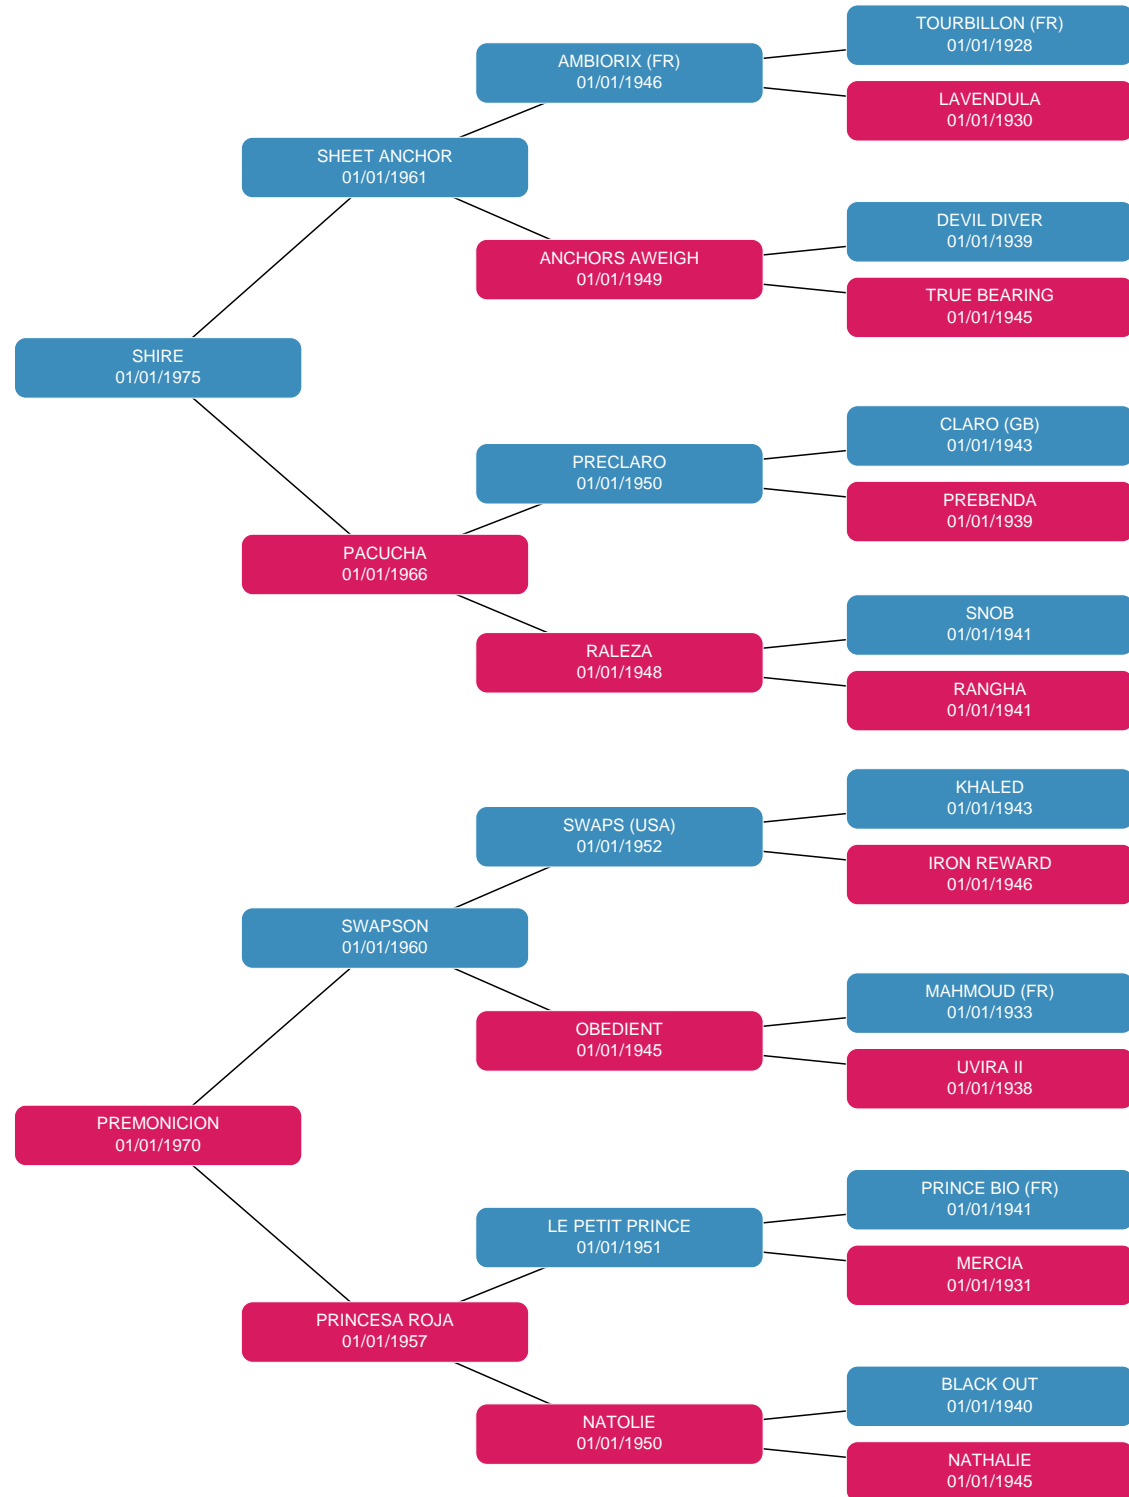 TOURBILLON (FR)
01/01/1928
AMBIORIX (FR)
01/01/1946
LAVENDULA
01/01/1930
SHEET ANCHOR
01/01/1961
DEVIL DIVER
01/01/1939
ANCHORS AWEIGH
01/01/1949
TRUE BEARING
01/01/1945
SHIRE
01/01/1975
CLARO (GB)
01/01/1943
PRECLARO
01/01/1950
PREBENDA
01/01/1939
PACUCHA
01/01/1966
SNOB
01/01/1941
RALEZA
01/01/1948
RANGHA
01/01/1941
KHALED
01/01/1943
SWAPS (USA)
01/01/1952
IRON REWARD
01/01/1946
SWAPSON
01/01/1960
MAHMOUD (FR)
01/01/1933
OBEDIENT
01/01/1945
UVIRA II
01/01/1938
PREMONICION
01/01/1970
PRINCE BIO (FR)
01/01/1941
LE PETIT PRINCE
01/01/1951
MERCIA
01/01/1931
PRINCESA ROJA
01/01/1957
BLACK OUT
01/01/1940
NATOLIE
01/01/1950
NATHALIE
01/01/1945